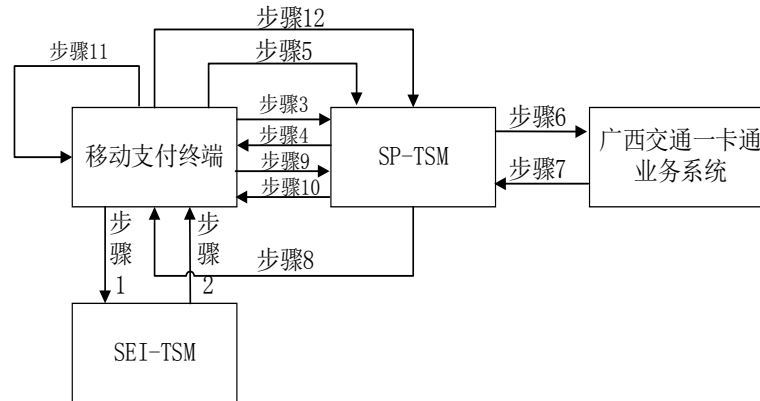 步骤12
步骤5
步骤11
步骤3
步骤4
步骤9
步骤10
移动支付终端
SP-TSM
步骤6
步骤7
广西交通一卡通
业务系统
步骤1
步骤2
步骤8
SEI-TSM